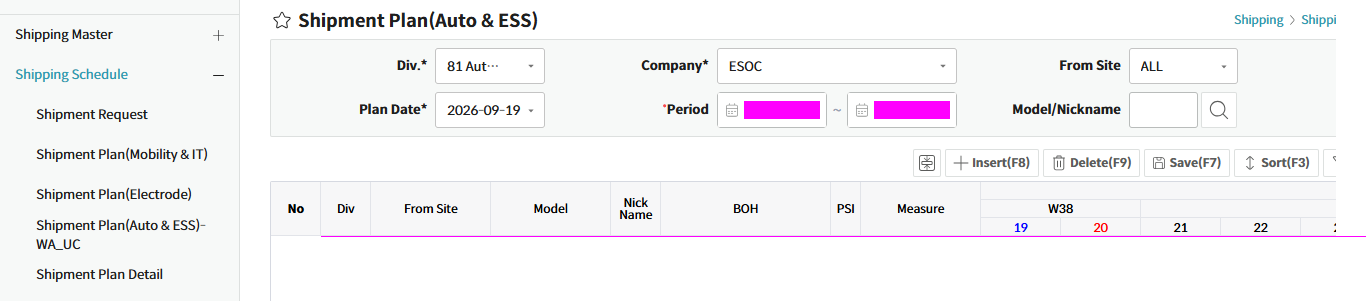 Shipping Master
Shipping Schedule
Shipment Request
Shipment Plan(Mobility & IT)
Shipment Plan(Electrode)
Shipment Plan(Auto & ESS)-
WA_UC
Shipment Plan Detail
Shipment Plan(Auto & ESS)
Shipping > Shippi
Div.* 81 Aut···
Company* ESOC
From Site ALL
Plan Date* 2026-09-19
*Period ~
Model/Nickname
Insert(F8) Delete(F9) Save(F7) Sort(F3)
No Div From Site Model Nick Name BOH PSI Measure W38
19 20 21 22